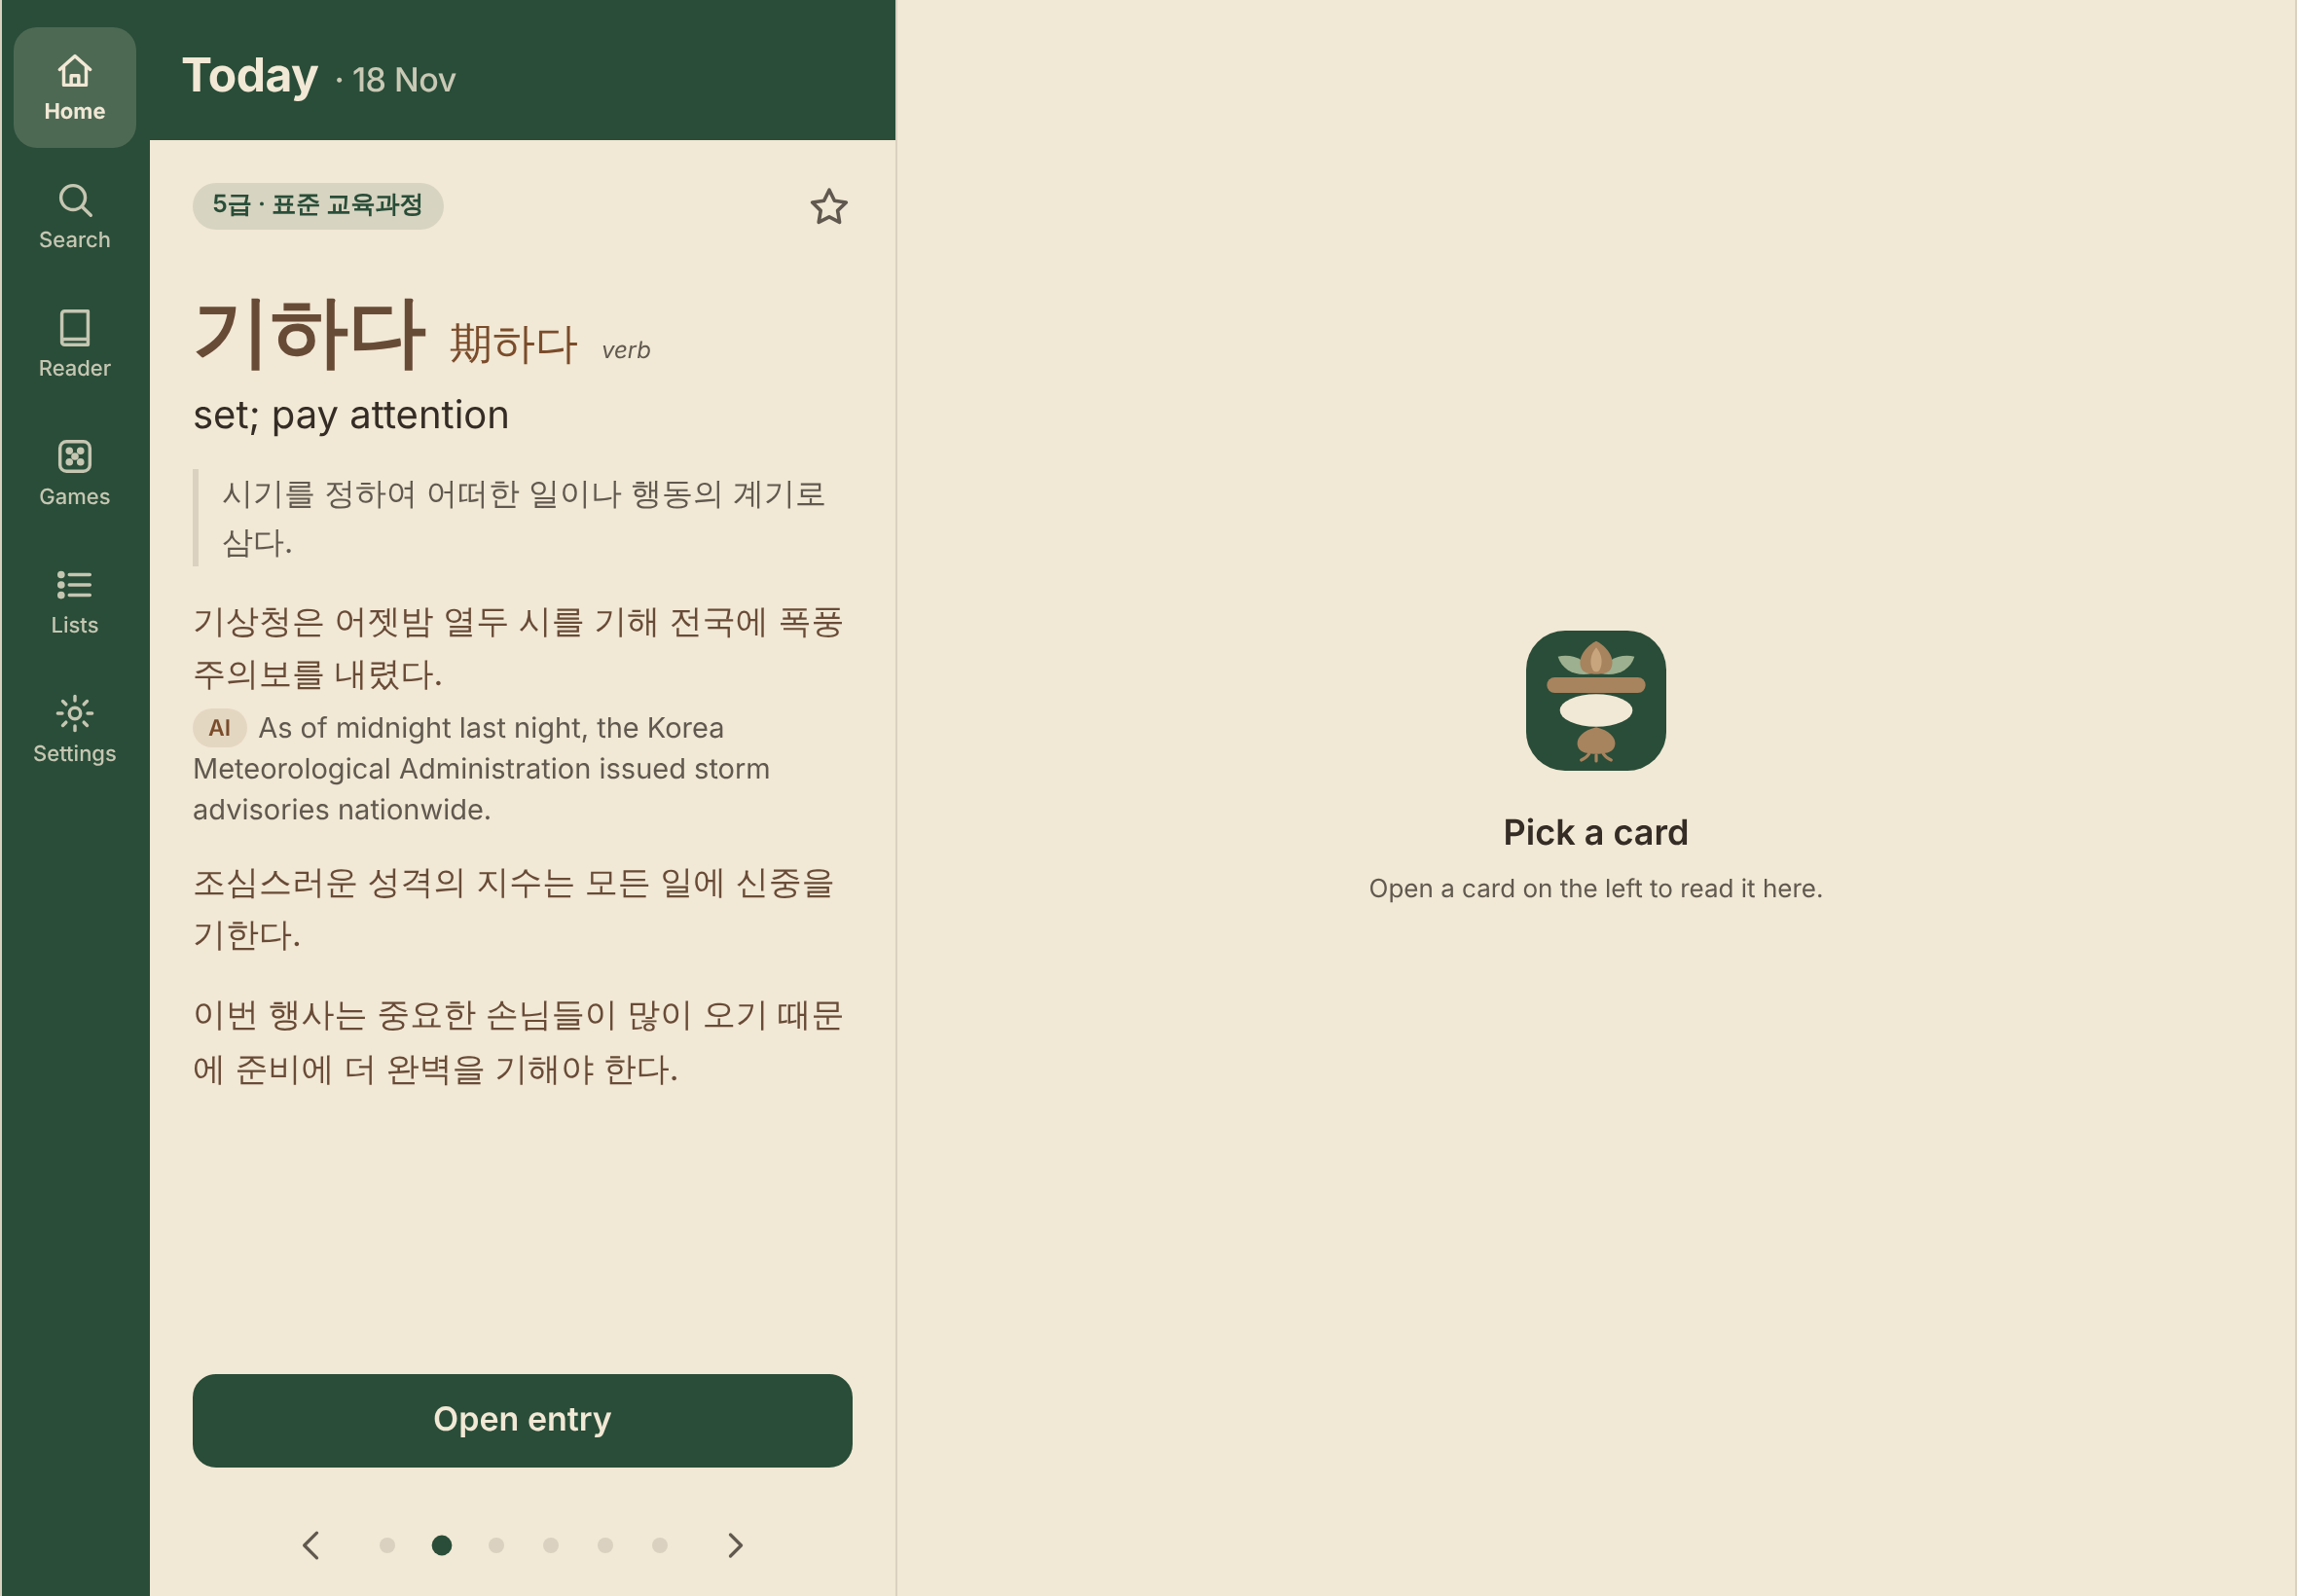 Home
Search
Reader
Games
Lists
Settings
Today · 18 Nov
5급 · 표준 교육과정
기하다 期하다 verb
set; pay attention
시기를 정하여 어떠한 일이나 행동의 계기로
삼다.
기상청은 어젯밤 열두 시를 기해 전국에 폭풍
주의보를 내렸다.
AI As of midnight last night, the Korea
Meteorological Administration issued storm
advisories nationwide.
조심스러운 성격의 지수는 모든 일에 신중을
기한다.
이번 행사는 중요한 손님들이 많이 오기 때문
에 준비에 더 완벽을 기해야 한다.
Open entry
Pick a card
Open a card on the left to read it here.